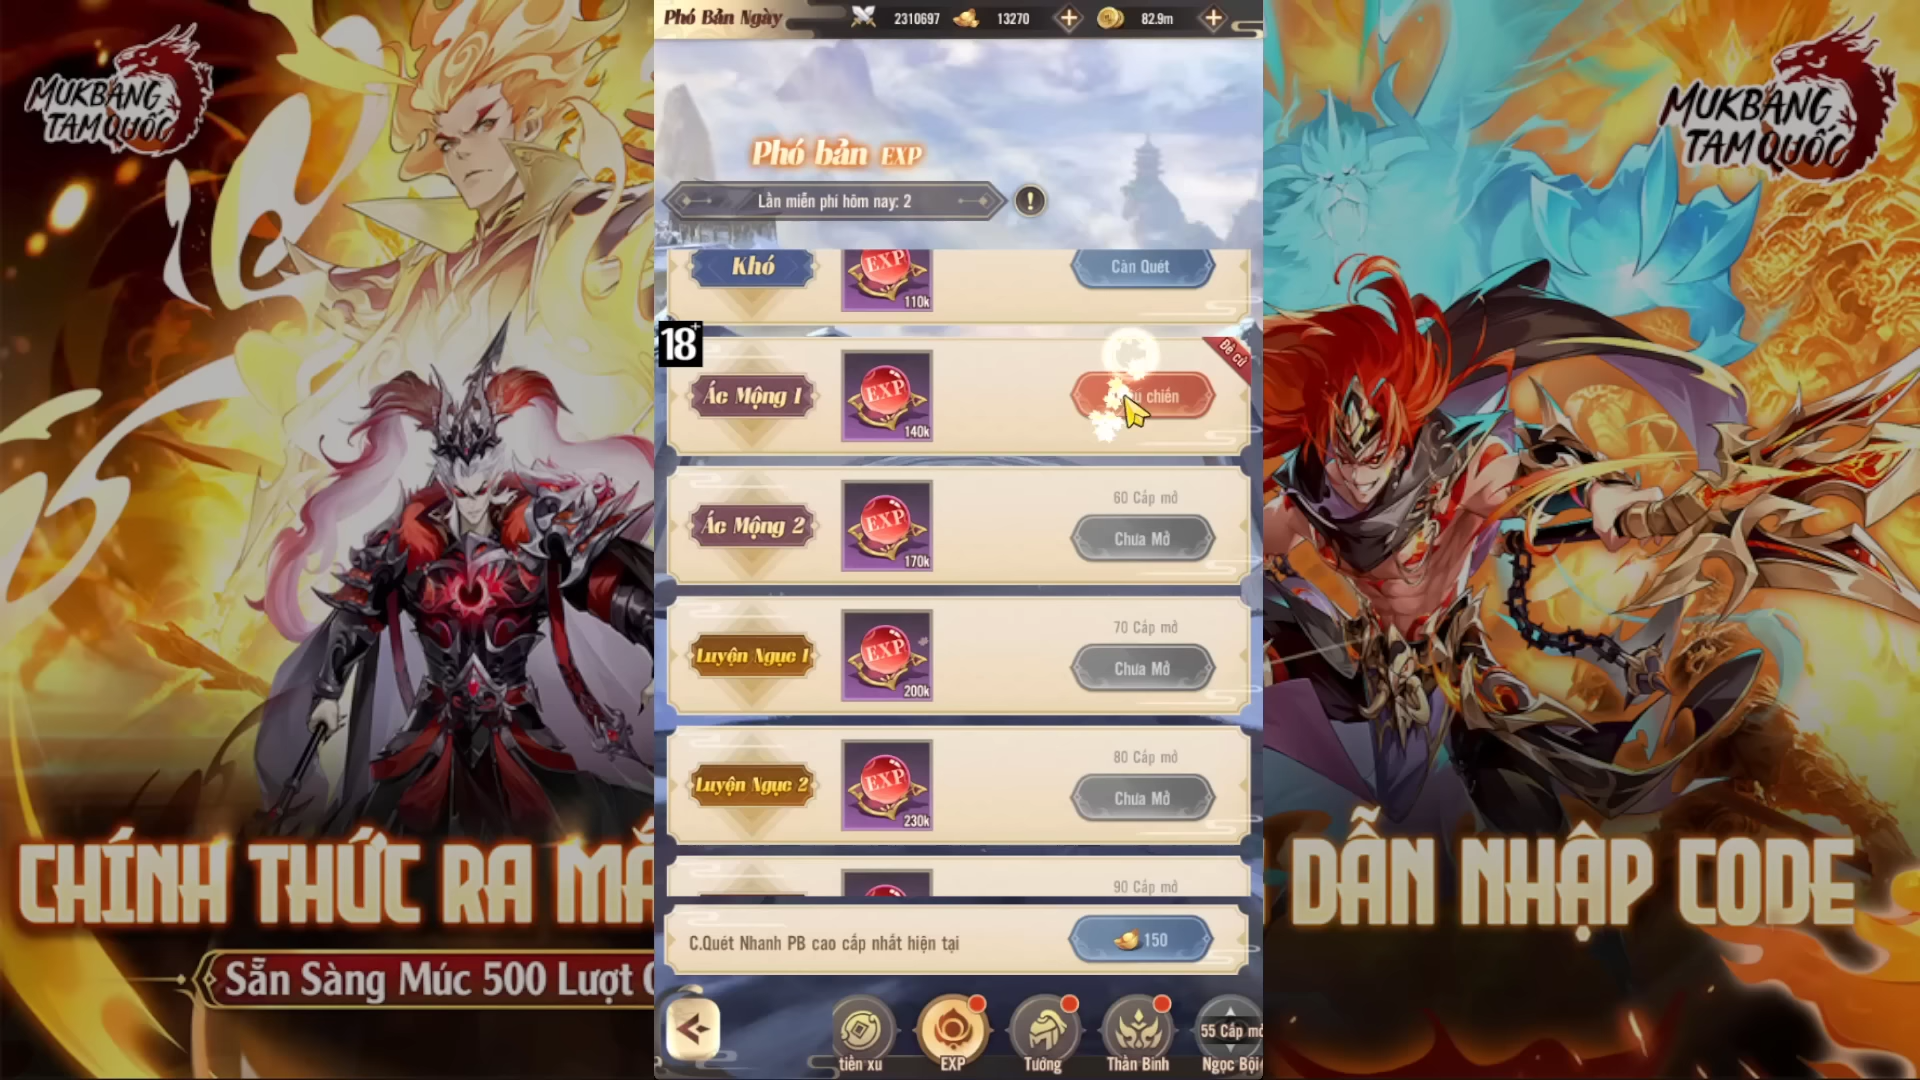 MUKBANG
TAM QUỐC
CHÍNH THỨC RA MẮ
Sẵn Sàng Múc 500 Lượt
Phó Bản Ngày
2310697
13270
82.9m
Phó bản EXP
Lần miễn phí hôm nay: 2
!
Khó
EXP
110k
Càn Quét
18+
Ác Mộng 1
EXP
140k
chiến
Đề cử
Ác Mộng 2
EXP
170k
60 Cấp mở
Chưa Mở
Luyện Ngục 1
EXP
200k
70 Cấp mở
Chưa Mở
Luyện Ngục 2
EXP
230k
80 Cấp mở
Chưa Mở
90 Cấp mở
C.Quét Nhanh PB cao cấp nhất hiện tại
150
tiền xu
EXP
Tướng
Thần Binh
55 Cấp mở
Ngọc Bội
MUKBANG
TAM QUỐC
DẪN NHẬP CODE